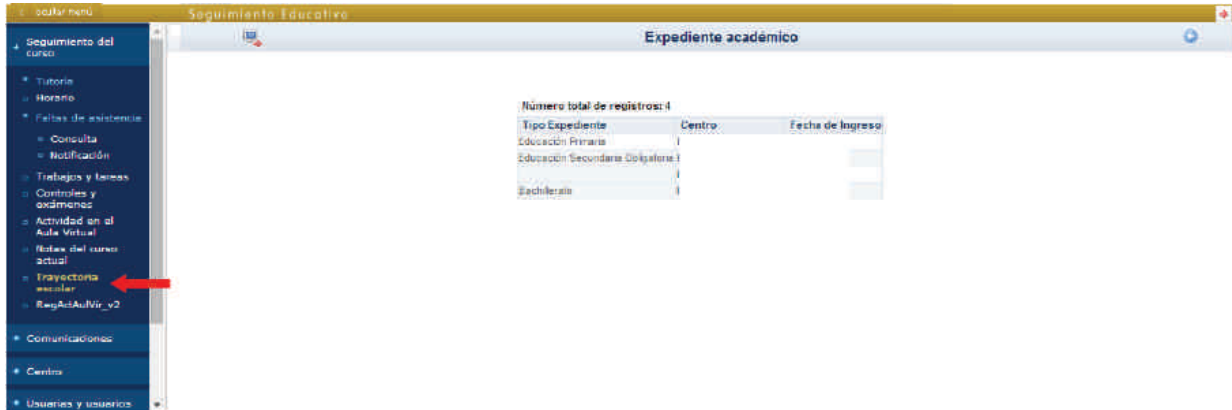 ocultar menú
Seguimiento Educativo
Seguimiento del
curso
Expediente académico
Tutoría
Horario
Faltas de asistencia
Consulta
Notificación
Trabajos y tareas
Controles y
exámenes
Actividad en el
Aula Virtual
Notas del curso
actual
Trayectoria
escolar
RegActAulVir_v2
Comunicaciones
Centro
Usuarias y usuarios
Número total de registros: 4
Tipo Expediente Centro Fecha de Ingreso
Educación Primaria I
Educación Secundaria Obligatoria I
I
Bachillerato I